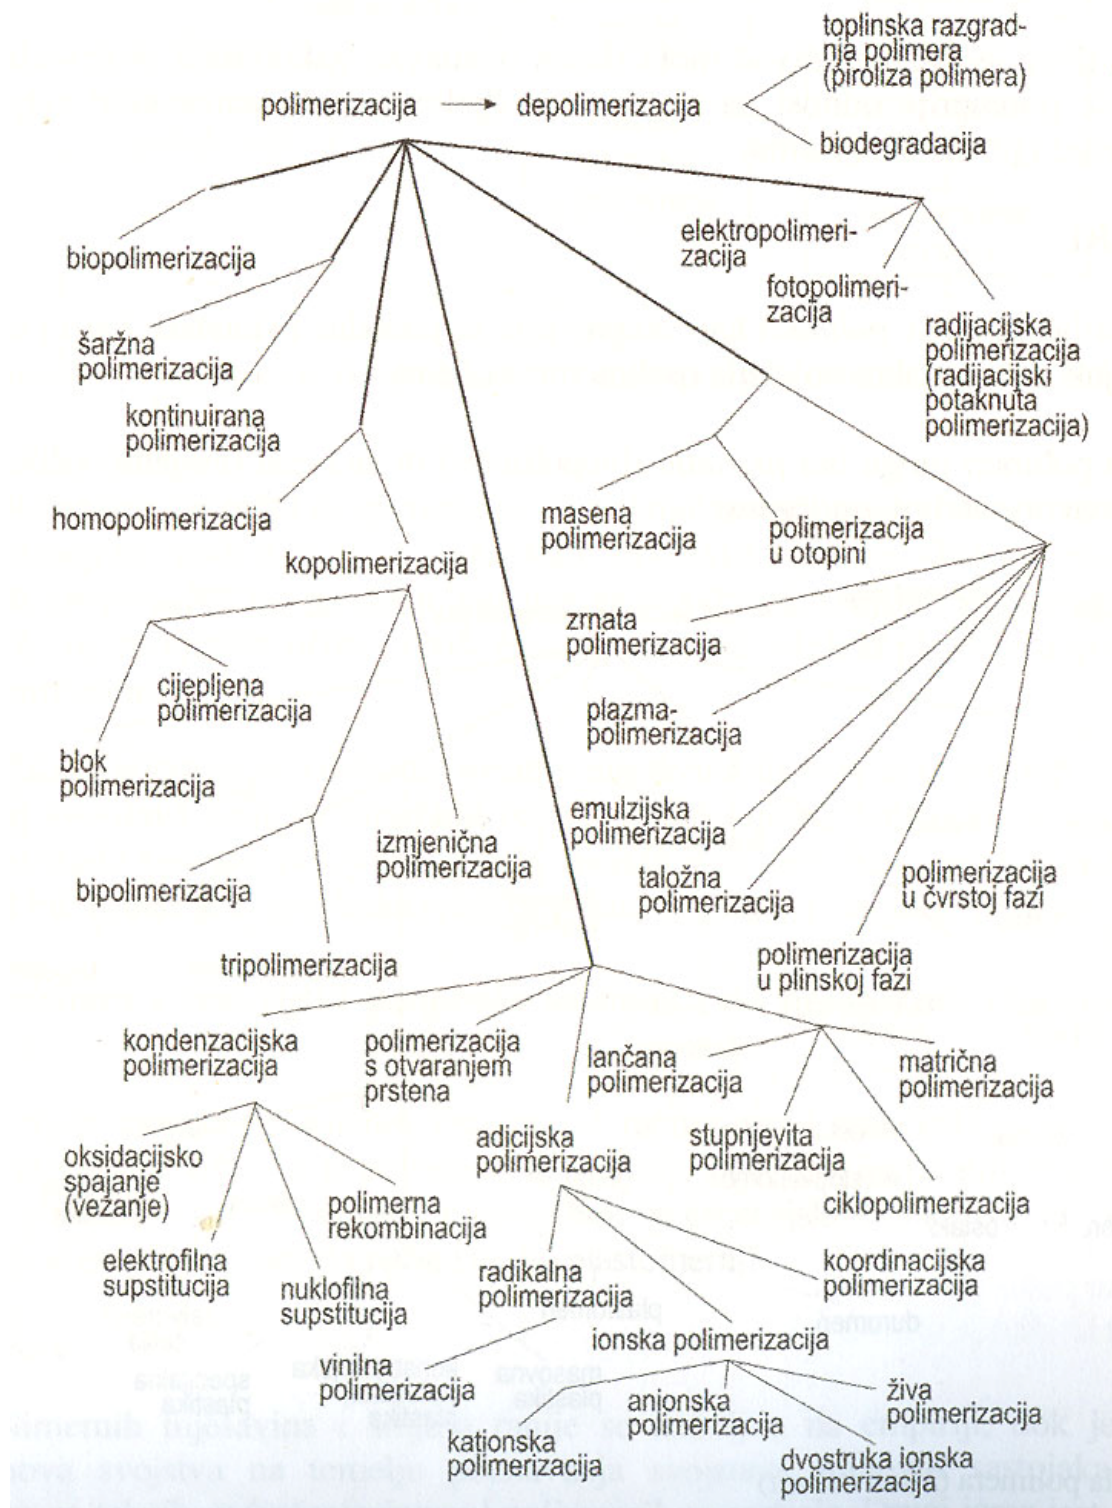 toplinska razgrad-
nja polimera
(piroliza polimera)
polimerizacija
depolimerizacija
biodegradacija
biopolimerizacija
elektropolimeri-
zacija
fotopolimeri-
zacija
radijacijska
polimerizacija
(radijacijski
potaknuta
polimerizacija)
šaržna
polimerizacija
kontinuirana
polimerizacija
homopolimerizacija
kopolimerizacija
masena
polimerizacija
polimerizacija
u otopini
zrnata
polimerizacija
cijepljena
polimerizacija
plazma-
polimerizacija
blok
polimerizacija
emulzijska
polimerizacija
izmjenična
polimerizacija
bipolimerizacija
taložna
polimerizacija
polimerizacija
u čvrstoj fazi
tripolimerizacija
polimerizacija
u plinskoj fazi
kondenzacijska
polimerizacija
polimerizacija
s otvaranjem
prstena
lančana
polimerizacija
matrična
polimerizacija
adicijska
polimerizacija
stupnjevita
polimerizacija
oksidacijsko
spajanje
(vezanje)
polimerna
rekombinacija
ciklopolimerizacija
elektrofilna
supstitucija
nuklofilna
supstitucija
radikalna
polimerizacija
koordinacijska
polimerizacija
ionska polimerizacija
vinilna
polimerizacija
anionska
polimerizacija
živa
polimerizacija
kationska
polimerizacija
dvostruka ionska
polimerizacija